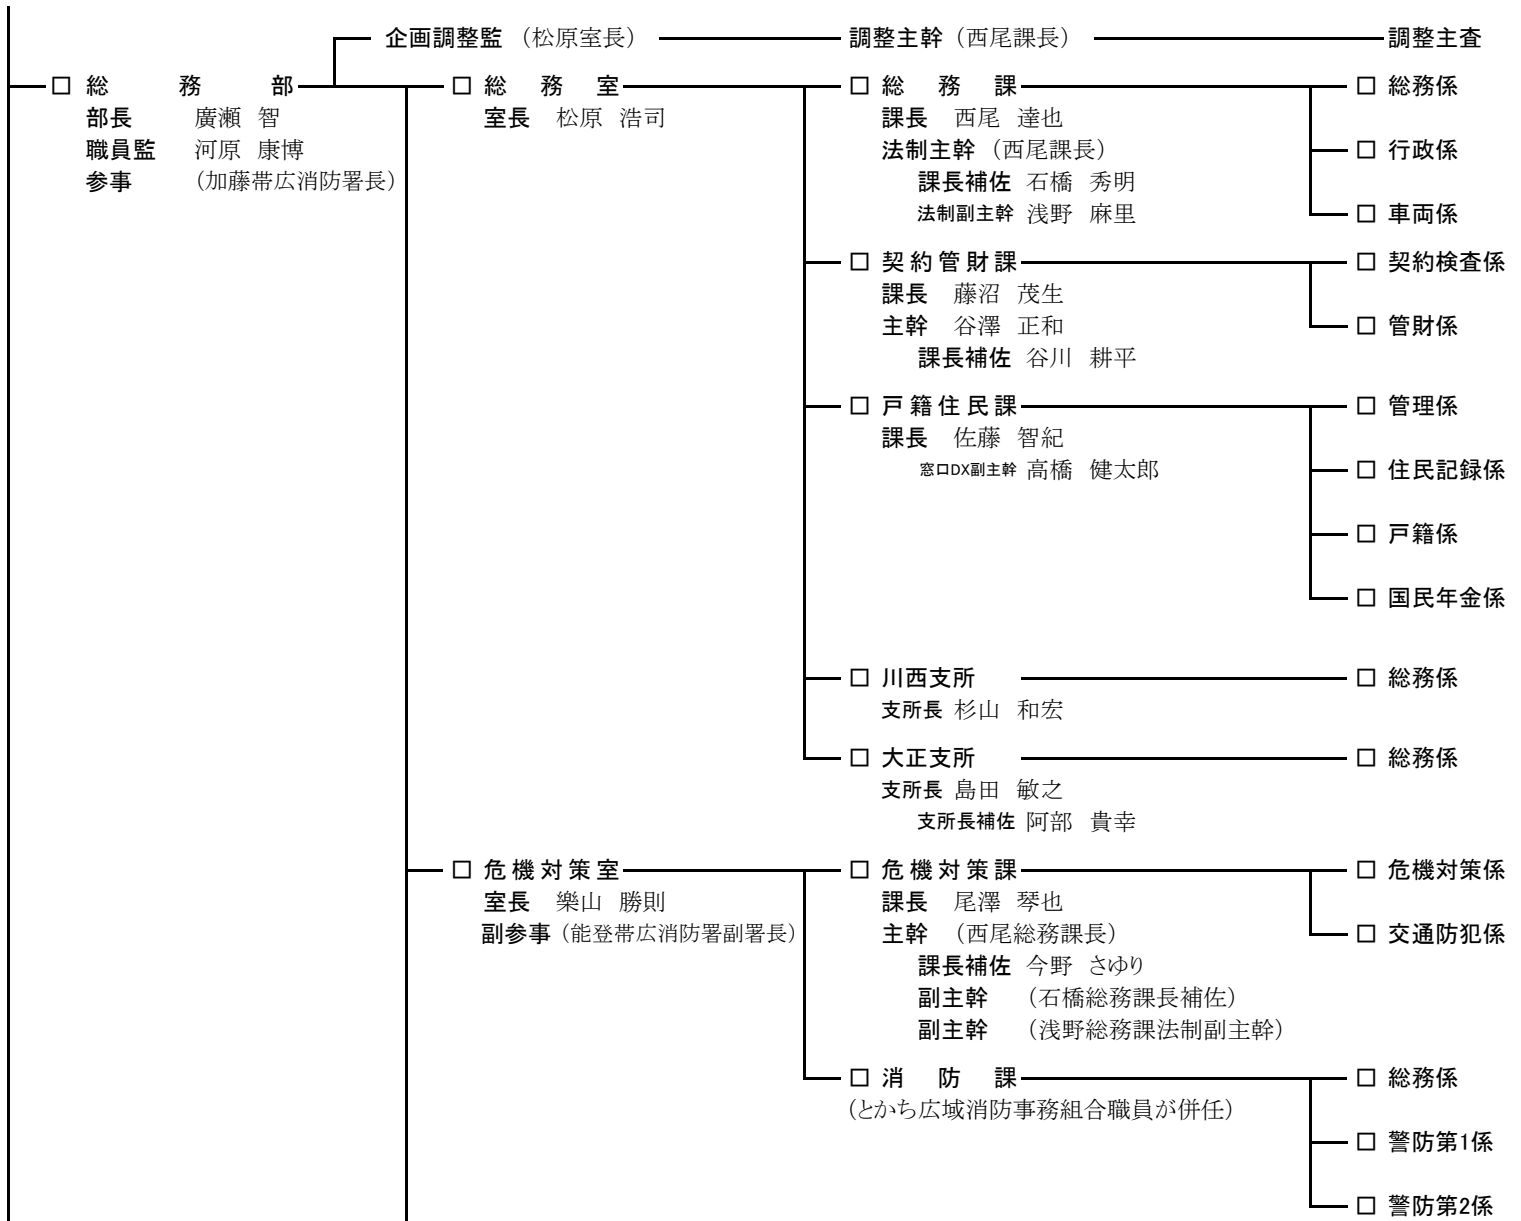 企画調整監 （松原室長） 調整主幹 （西尾課長） 調整主査
□ 総務部 □ 総務室 □ 総務課 □ 総務係
部長 廣瀬 智 室長 松原 浩司 課長 西尾 達也
職員監 河原 康博 法制主幹 （西尾課長） □ 行政係
参事 （加藤帯広消防署長） 課長補佐 石橋 秀明
法制副主幹 浅野 麻里 □ 車両係
□ 契約管財課 □ 契約検査係
課長 藤沼 茂生
主幹 谷澤 正和 □ 管財係
課長補佐 谷川 耕平
□ 戸籍住民課 □ 管理係
課長 佐藤 智紀
窓口DX副主幹 高橋 健太郎 □ 住民記録係
□ 戸籍係
□ 国民年金係
□ 川西支所 □ 総務係
支所長 杉山 和宏
□ 大正支所 □ 総務係
支所長 島田 敏之
支所長補佐 阿部 貴幸
□ 危機対策室 □ 危機対策課 □ 危機対策係
室長 樂山 勝則 課長 尾澤 琴也
副参事 （能登帯広消防署副署長） 主幹 （西尾総務課長） □ 交通防犯係
課長補佐 今野 さゆり
副主幹 （石橋総務課長補佐）
副主幹 （浅野総務課法制副主幹）
□ 消防課 □ 総務係
（とかち広域消防事務組合職員が併任）
□ 警防第1係
□ 警防第2係